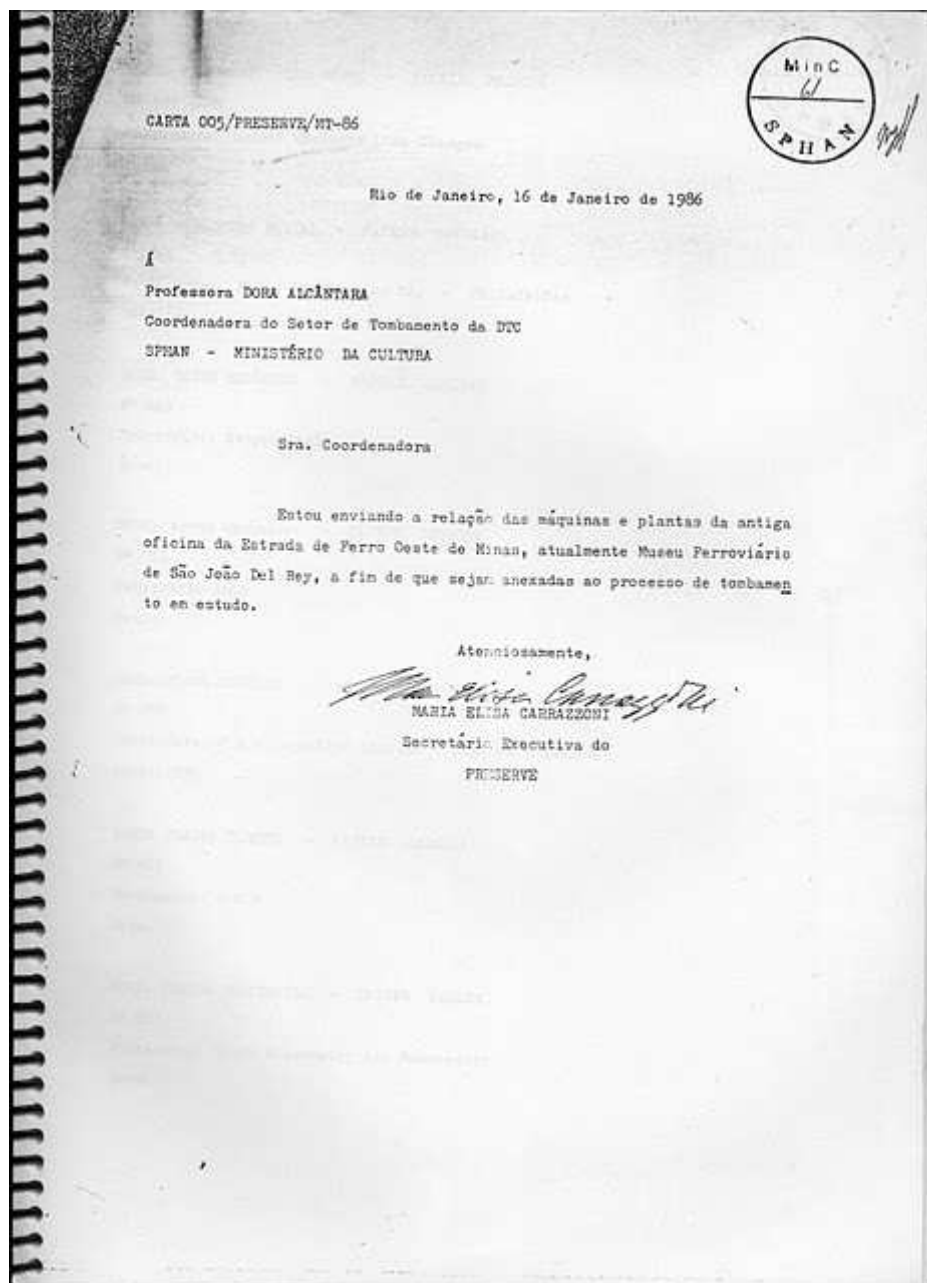 MinC
61
SPHAN
CARTA 005/PRESERVE/MT-86
Rio de Janeiro, 16 de Janeiro de 1986
Professora DORA ALCÂNTARA
Coordenadora do Setor de Tombamento da DTC
SPHAN - MINISTÉRIO DA CULTURA
Sra. Coordenadora
Estou enviando a relação das máquinas e plantas da antiga
oficina da Estrada de Ferro Oeste de Minas, atualmente Museu Ferroviário
de São João Del Rey, a fim de que sejam anexadas ao processo de tombamen
to em estudo.
Atenciosamente,
Maria Elisa Carrazzoni
MARIA ELISA CARRAZZONI
Secretária Executiva do
PRESERVE